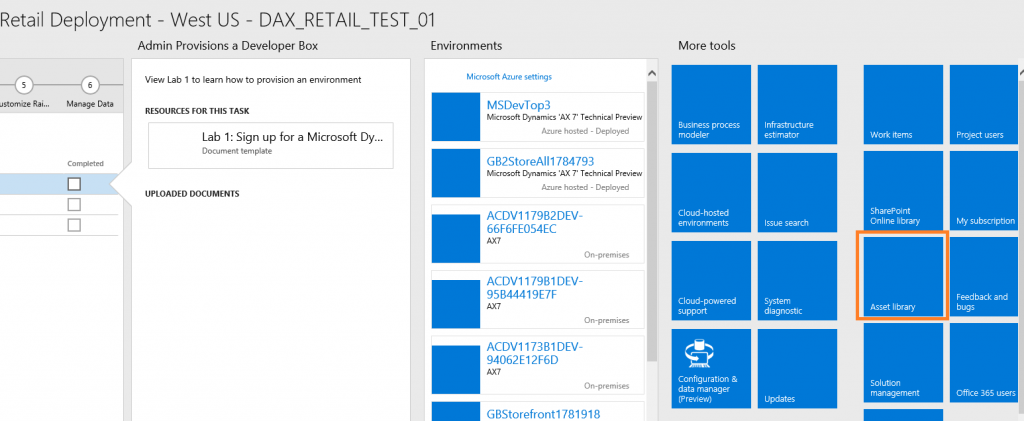 Retail Deployment - West US - DAX_RETAIL_TEST_01
5
ustomize Rai...
6
Manage Data
Completed
Admin Provisions a Developer Box
View Lab 1 to learn how to provision an environment
RESOURCES FOR THIS TASK
Lab 1: Sign up for a Microsoft Dy...
Document template
UPLOADED DOCUMENTS
Environments
Microsoft Azure settings
MSDevTop3
Microsoft Dynamics 'AX 7' Technical Preview
Azure hosted - Deployed
GB2StoreAll1784793
Microsoft Dynamics 'AX 7' Technical Preview
Azure hosted - Deployed
ACDV1179B2DEV-
66F6FE054EC
AX7
On-premises
ACDV1179B1DEV-
95B44419E7F
AX7
On-premises
ACDV1173B1DEV-
94062E12F6D
AX7
On-premises
GBStorefront1781918
More tools
Business process
modeler
Infrastructure
estimator
Work items
Project users
Cloud-hosted
environments
Issue search
SharePoint
Online library
My subscription
Cloud-powered
support
System
diagnostic
Asset library
Feedback and
bugs
Configuration &
data manager
(Preview)
Updates
Solution
management
Office 365 users